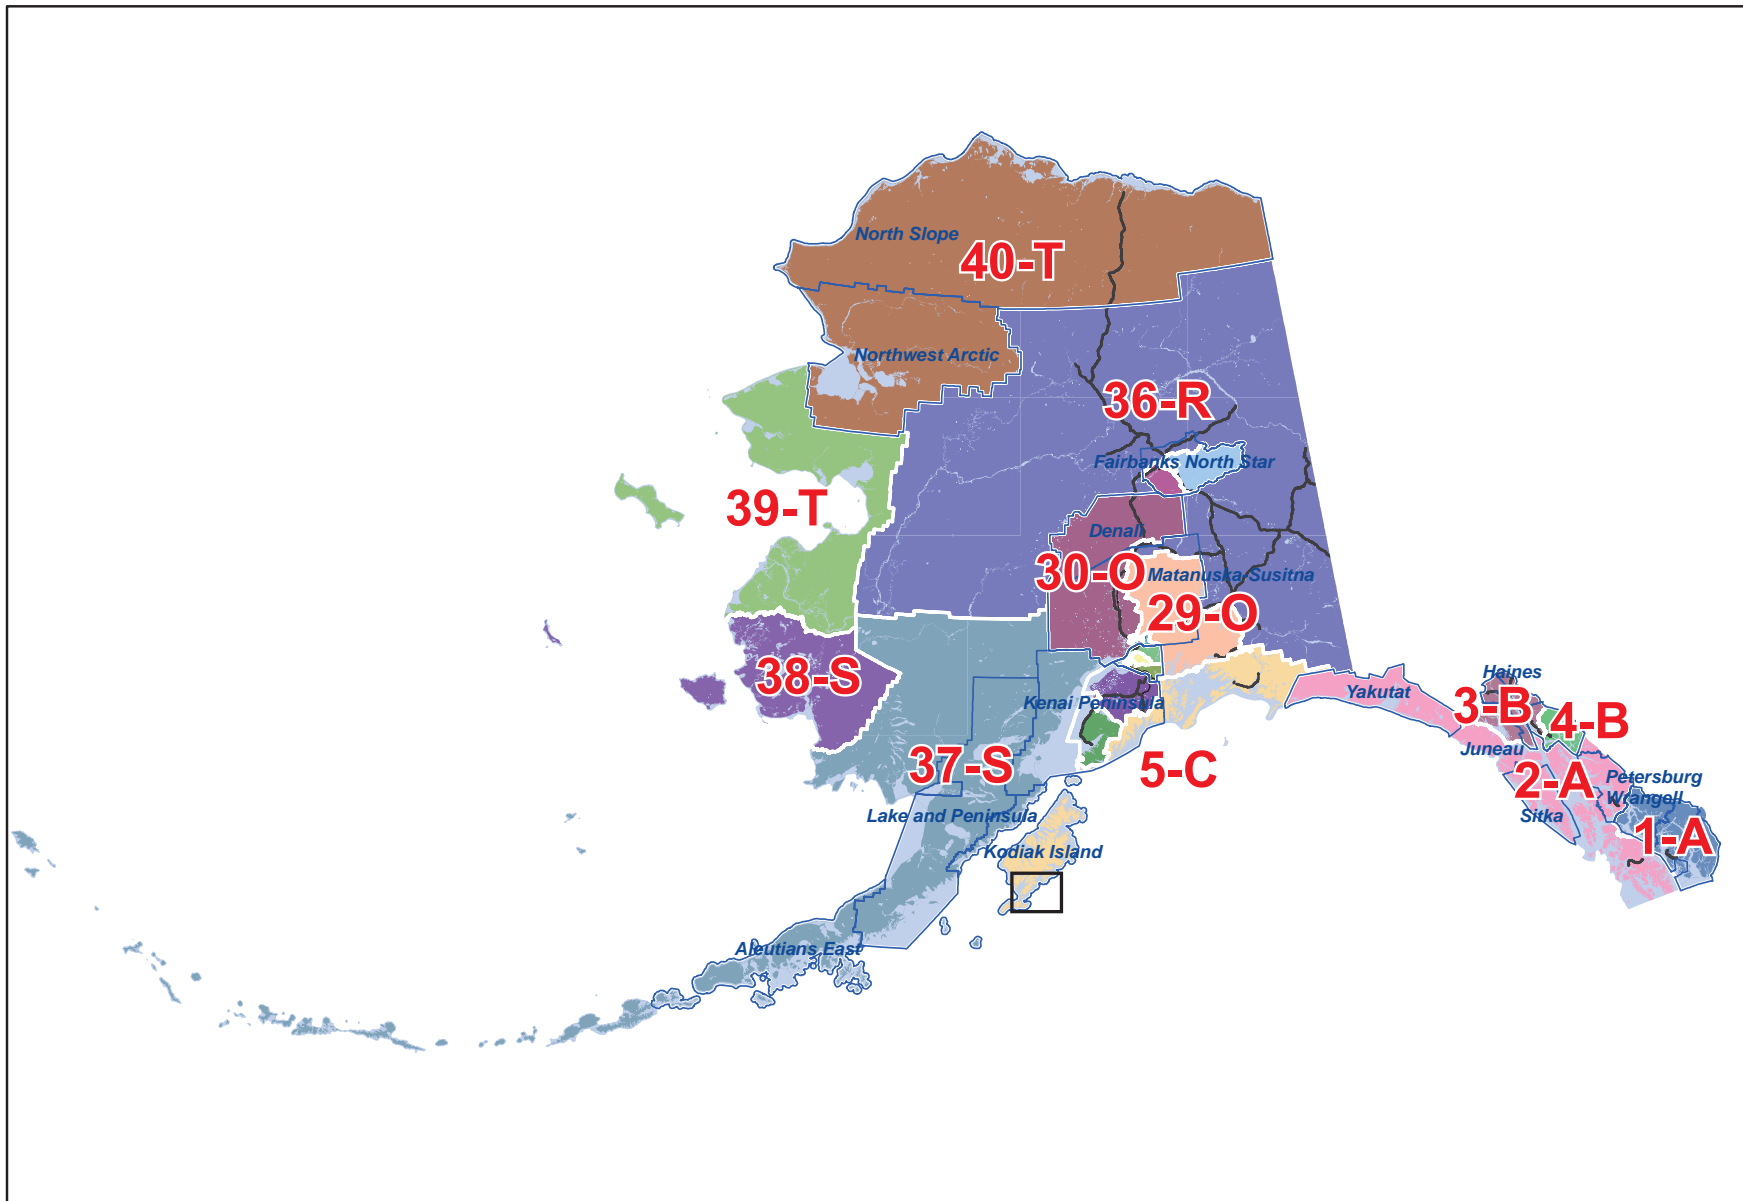 North Slope
40-T
Northwest Arctic
36-R
Fairbanks North Star
39-T
Denali
30-O
Matanuska Susitna
29-O
38-S
Haines
Yakutat
Kenai Peninsula
3-B
4-B
Juneau
37-S
5-C
2-A
Petersburg
Wrangell
Lake and Peninsula
Sitka
1-A
Kodiak Island
Aleutians East